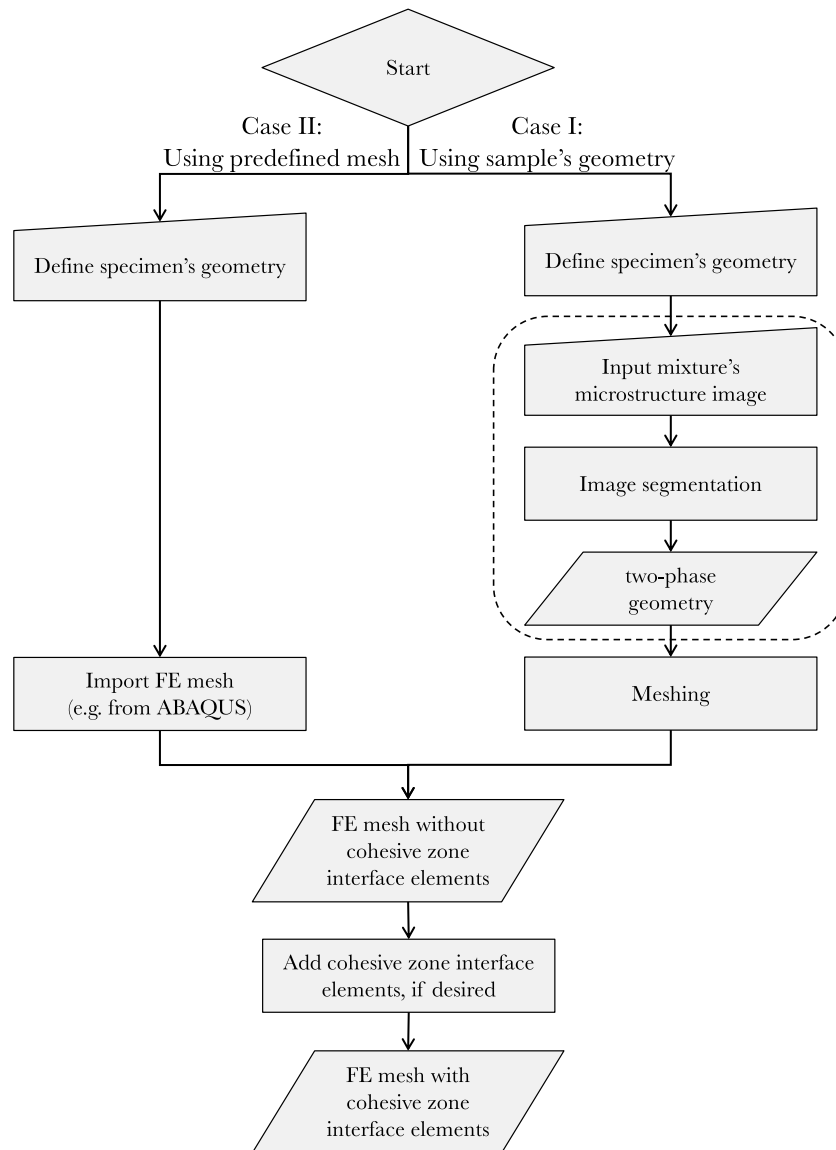 Start
Case II:
Using predefined mesh
Case I:
Using sample’s geometry
Define specimen’s geometry
Define specimen’s geometry
Input mixture’s
microstructure image
Image segmentation
two-phase
geometry
Import FE mesh
(e.g. from ABAQUS)
Meshing
FE mesh without
cohesive zone
interface elements
Add cohesive zone interface
elements, if desired
FE mesh with
cohesive zone
interface elements